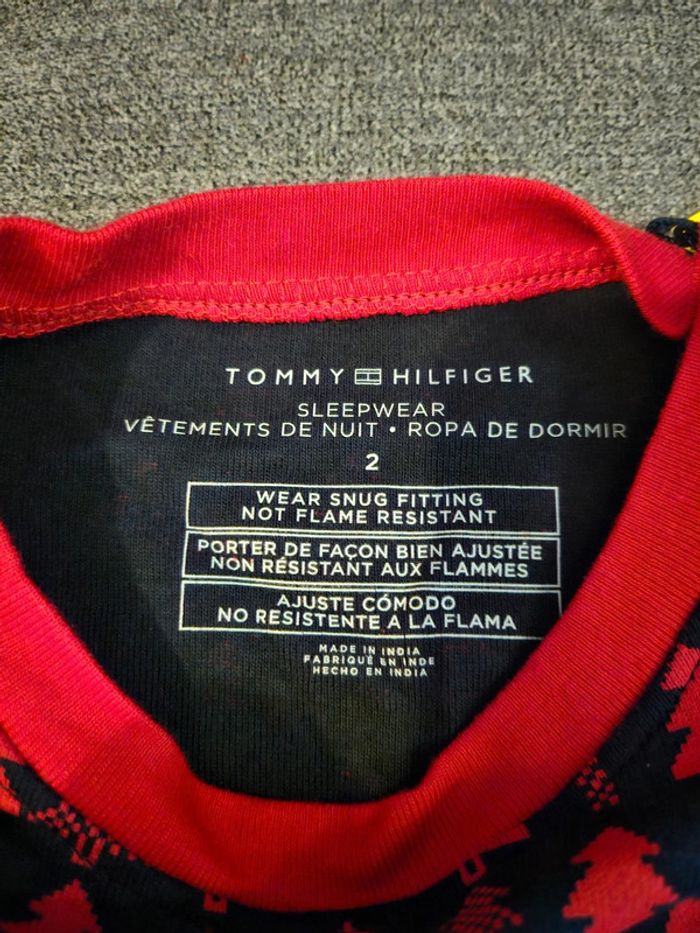 TOMMY HILFIGER
SLEEPWEAR
VÊTEMENTS DE NUIT • ROPA DE DORMIR
2
WEAR SNUG FITTING
NOT FLAME RESISTANT
PORTER DE FAÇON BIEN AJUSTÉE
NON RÉSISTANT AUX FLAMMES
AJUSTE CÓMODO
NO RESISTENTE A LA FLAMA
MADE IN INDIA
FABRIQUÉ EN INDE
HECHO EN INDIA